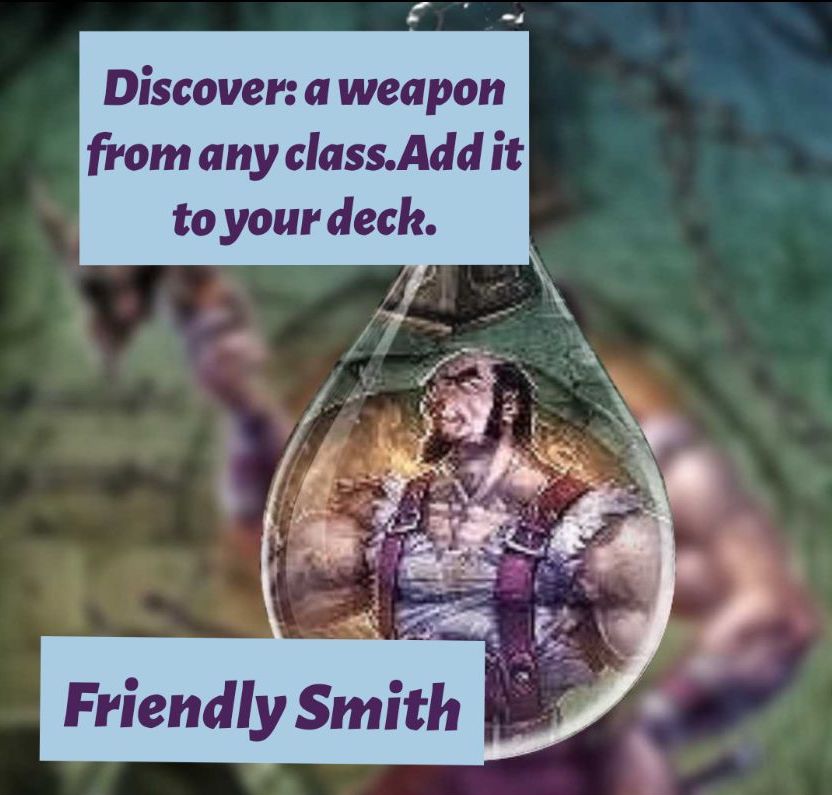 Discover: a weapon
from any class.Add it
to your deck.
Friendly Smith